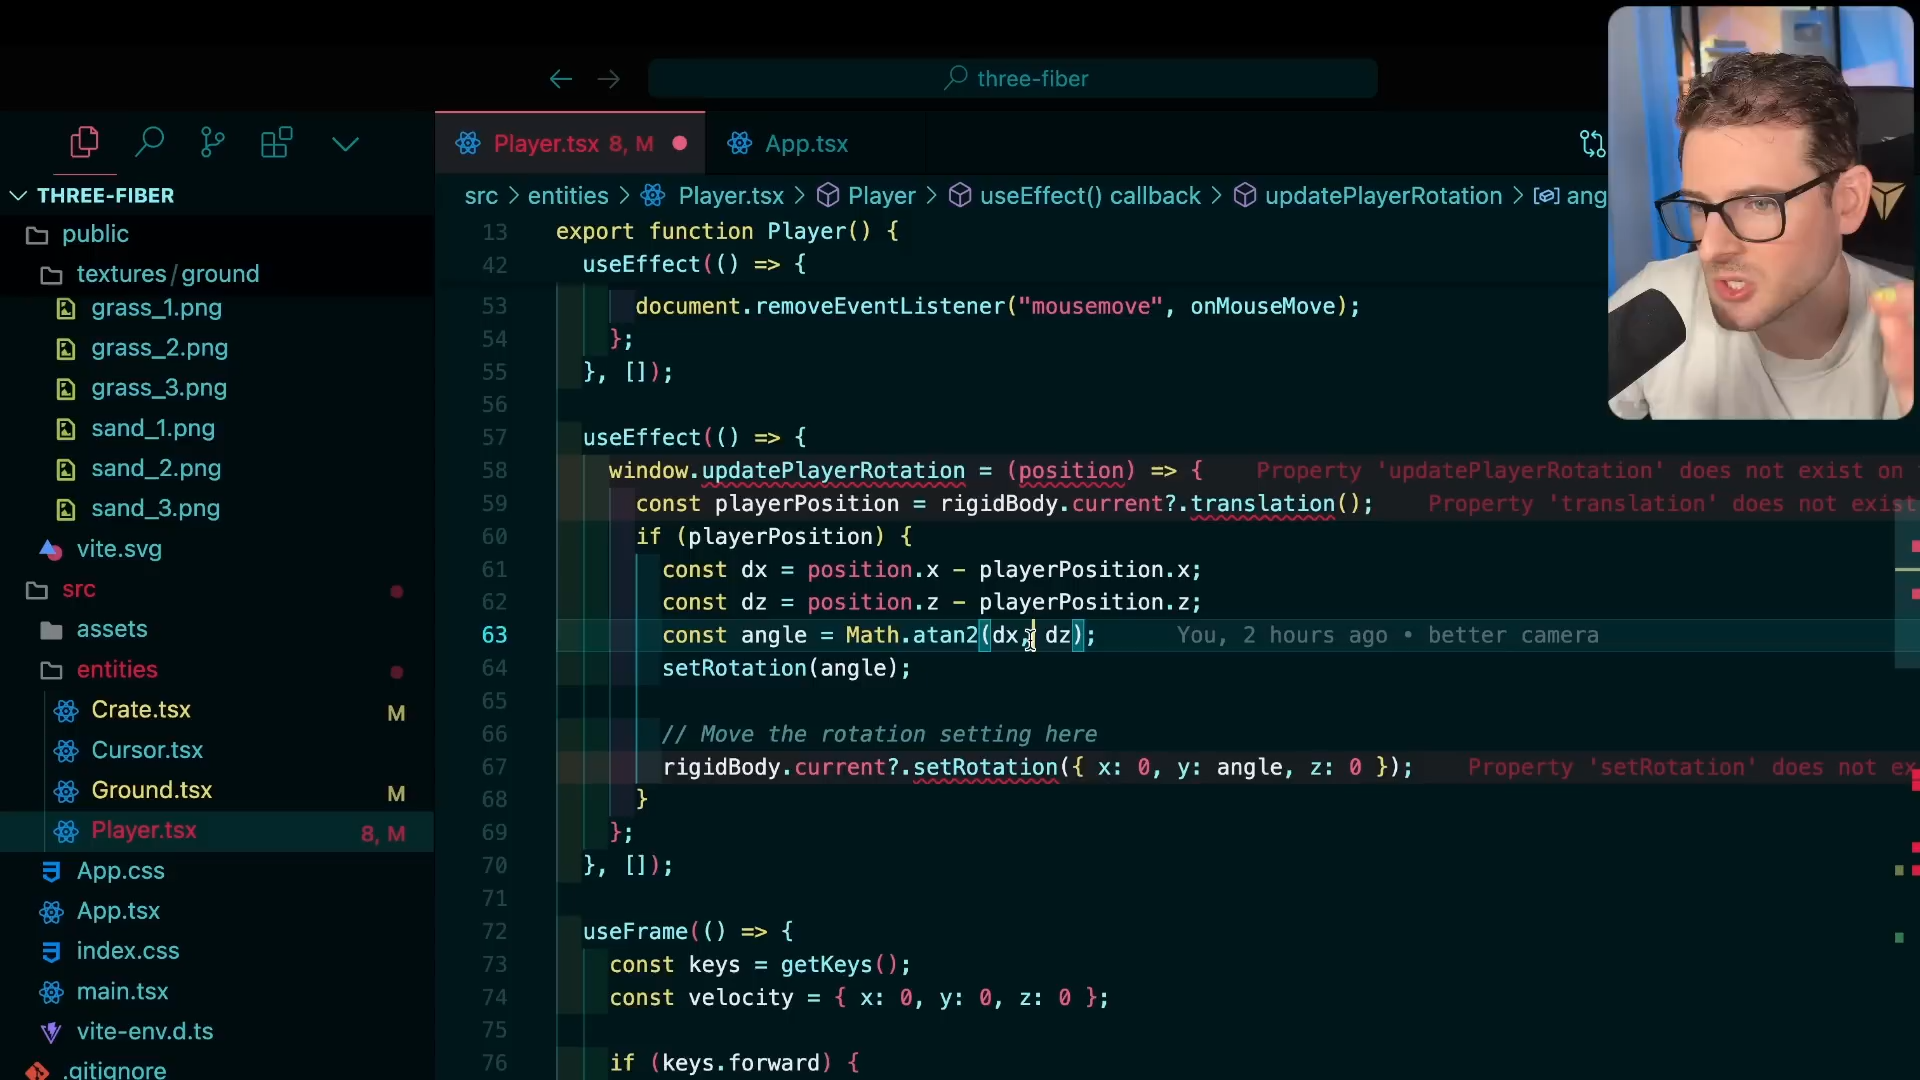 three-fiber
Player.tsx 8, M
App.tsx
THREE-FIBER
public
textures/ground
grass_1.png
grass_2.png
grass_3.png
sand_1.png
sand_2.png
sand_3.png
vite.svg
src
assets
entities
Crate.tsx M
Cursor.tsx
Ground.tsx M
Player.tsx 8, M
App.css
App.tsx
index.css
main.tsx
vite-env.d.ts
.gitignore
src > entities > Player.tsx > Player > useEffect() callback > updatePlayerRotation > ang
13 export function Player() {
42 useEffect(() => {
53 document.removeEventListener("mousemove", onMouseMove);
54 };
55 }, []);
56
57 useEffect(() => {
58 window.updatePlayerRotation = (position) => { Property 'updatePlayerRotation' does not exist on
59 const playerPosition = rigidBody.current?.translation(); Property 'translation' does not exist
60 if (playerPosition) {
61 const dx = position.x - playerPosition.x;
62 const dz = position.z - playerPosition.z;
63 const angle = Math.atan2(dx, dz); You, 2 hours ago • better camera
64 setRotation(angle);
65
66 // Move the rotation setting here
67 rigidBody.current?.setRotation({ x: 0, y: angle, z: 0 }); Property 'setRotation' does not ex
68 }
69 };
70 }, []);
71
72 useFrame(() => {
73 const keys = getKeys();
74 const velocity = { x: 0, y: 0, z: 0 };
75
76 if (keys.forward) {